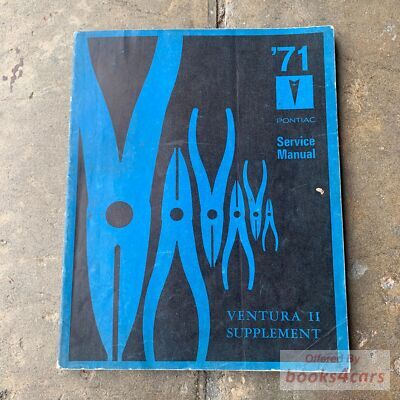 '71
PONTIAC
Service
Manual
VENTURA II
SUPPLEMENT
Offered By
books4cars